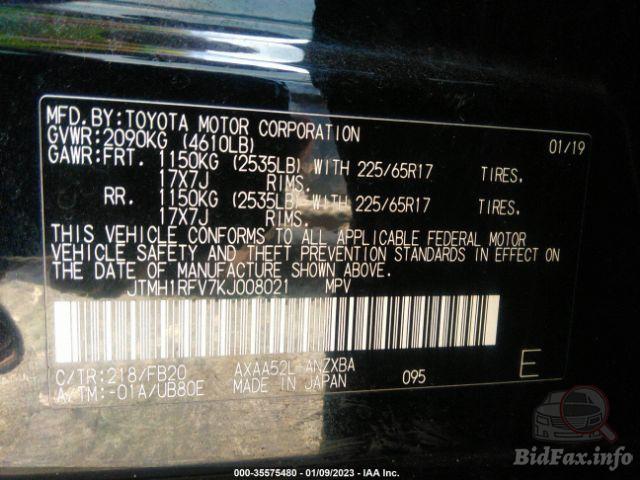 MFD.BY:TOYOTA MOTOR CORPORATION 01/19
GVWR:2090KG (4610LB)
GAWR:FRT. 1150KG (2535LB) WITH 225/65R17 TIRES.
17X7J RIMS.
RR. 1150KG (2535LB) WITH 225/65R17 TIRES.
17X7J RIMS.
THIS VEHICLE CONFORMS TO ALL APPLICABLE FEDERAL MOTOR
VEHICLE SAFETY AND THEFT PREVENTION STANDARDS IN EFFECT
ON THE DATE OF MANUFACTURE SHOWN ABOVE.
JTMH1RFV7KJ008021 MPV
C/TR:218/FB20 AXAA52L ANZXBA
A/TM:-01A/UB80E MADE IN JAPAN 095 E
BidFax.info
000-35575480 - 01/09/2023 - IAA Inc.